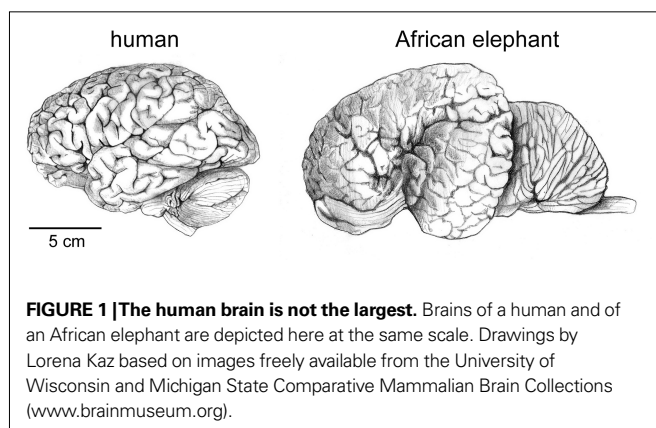 human
African elephant
5 cm
FIGURE 1 | The human brain is not the largest. Brains of a human and of
an African elephant are depicted here at the same scale. Drawings by
Lorena Kaz based on images freely available from the University of
Wisconsin and Michigan State Comparative Mammalian Brain Collections
(www.brainmuseum.org).